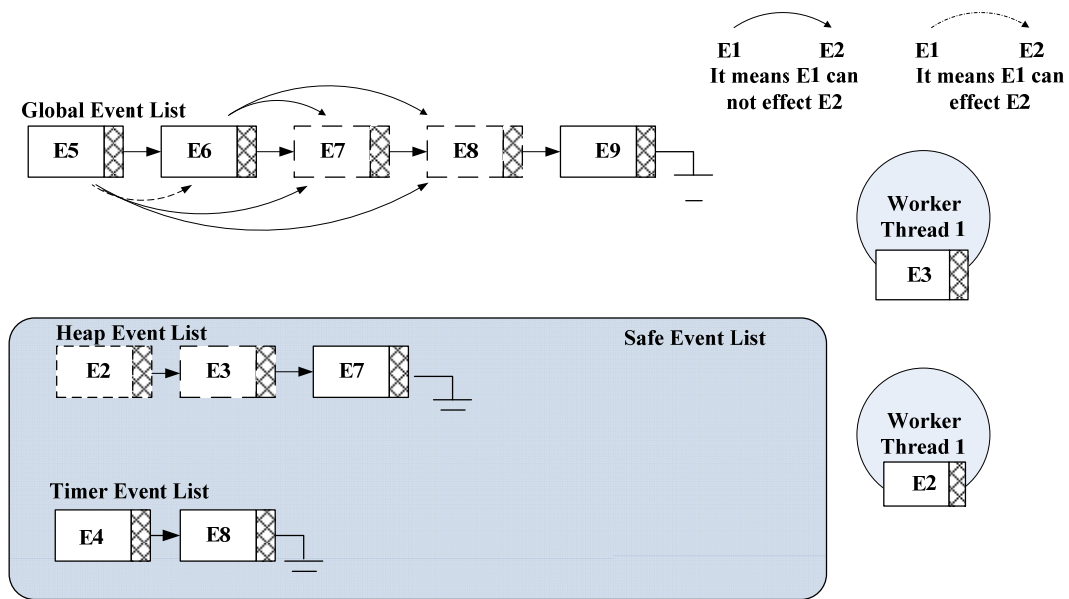 E1 E2
It means E1 can
not effect E2
E1 E2
It means E1 can
effect E2
Global Event List
E5 E6 E7 E8 E9
Worker
Thread 1
E3
Heap Event List
Safe Event List
E2 E3 E7
Worker
Thread 1
E2
Timer Event List
E4 E8